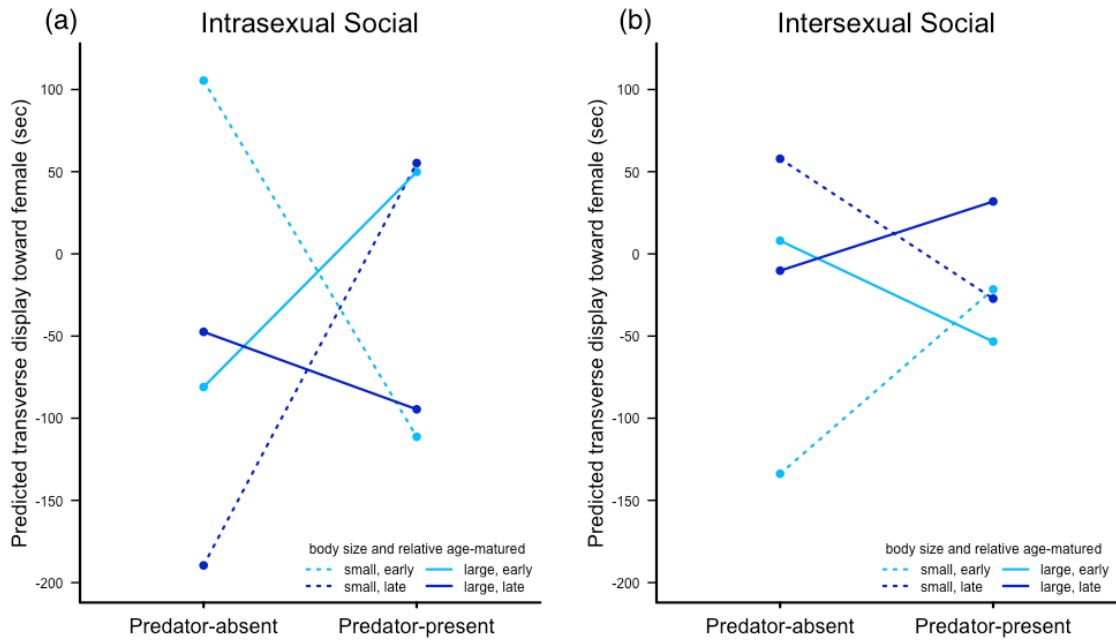 (a) Intrasexual Social
Predicted transverse display toward female (sec)
100
50
0
-50
-100
-150
-200
body size and relative age-matured
small, early large, early
small, late large, late
Predator-absent Predator-present
(b) Intersexual Social
Predicted transverse display toward female (sec)
100
50
0
-50
-100
-150
-200
body size and relative age-matured
small, early large, early
small, late large, late
Predator-absent Predator-present